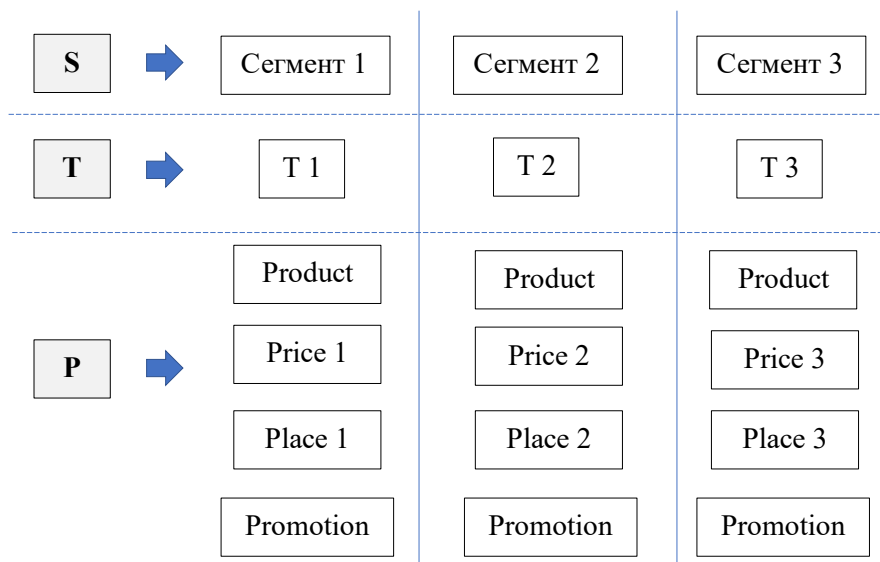 S
Сегмент 1
Сегмент 2
Сегмент 3
T
T 1
T 2
T 3
P
Product
Product
Product
Price 1
Price 2
Price 3
Place 1
Place 2
Place 3
Promotion
Promotion
Promotion